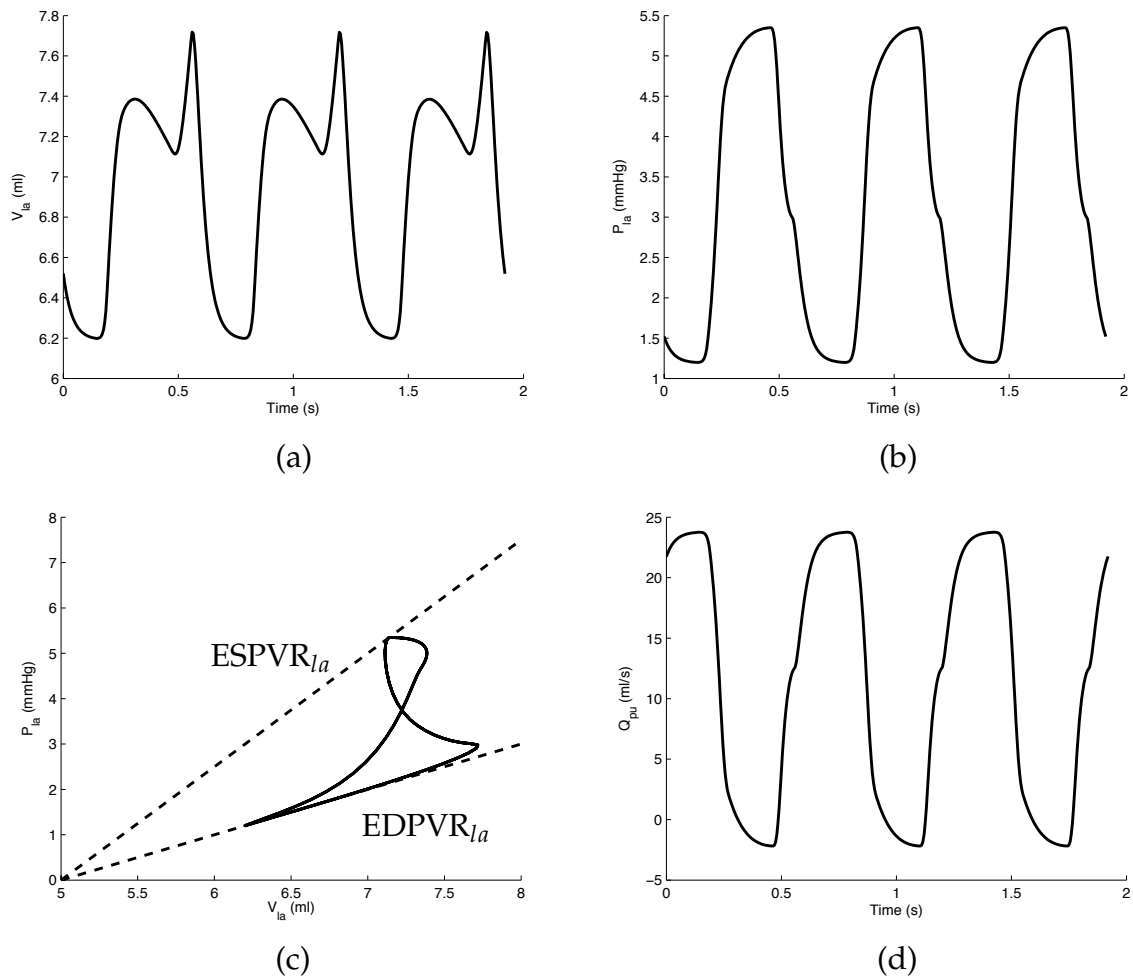 7.8
7.6
7.4
7.2
7
6.8
6.6
6.4
6.2
6
V_la (ml)
0 0.5 1 1.5 2
Time (s)
(a)
5.5
5
4.5
4
3.5
3
2.5
2
1.5
1
P_la (mmHg)
0 0.5 1 1.5 2
Time (s)
(b)
8
7
6
5
4
3
2
1
0
P_la (mmHg)
ESPVR_la
EDPVR_la
5 5.5 6 6.5 7 7.5 8
V_la (ml)
(c)
25
20
15
10
5
0
−5
Q_pu (ml/s)
0 0.5 1 1.5 2
Time (s)
(d)